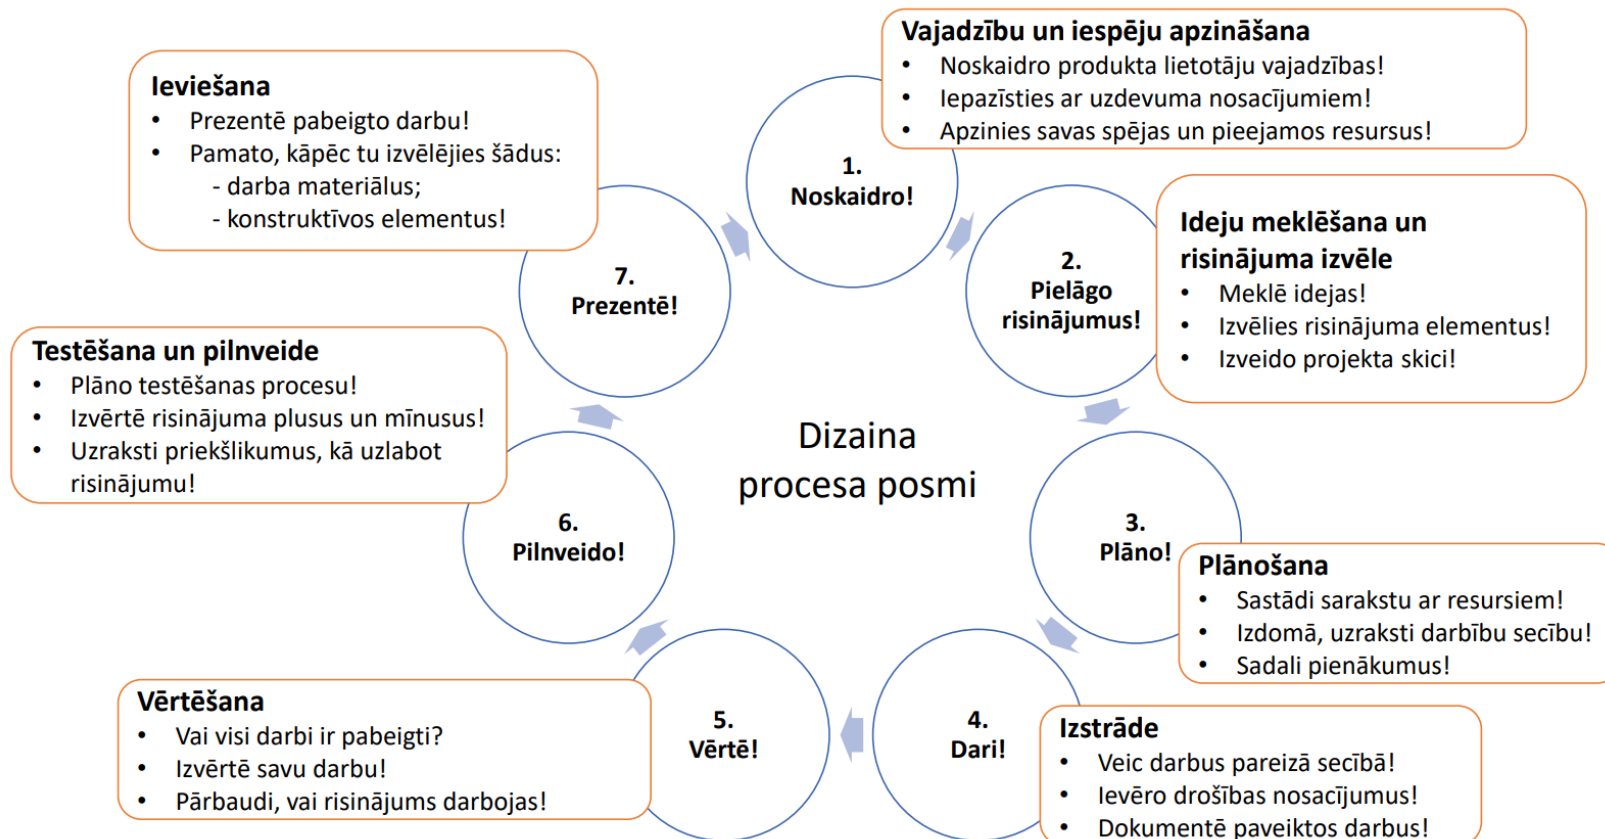 Dizaina
procesa posmi
1.
Noskaidro!
Vajadzību un iespēju apzināšana
• Noskaidro produkta lietotāju vajadzības!
• Iepazīsties ar uzdevuma nosacījumiem!
• Apzinies savas spējas un pieejamos resursus!
2.
Pielāgo
risinājumus!
Ideju meklēšana un
risinājuma izvēle
• Meklē idejas!
• Izvēlies risinājuma elementus!
• Izveido projekta skici!
3.
Plāno!
Plānošana
• Sastādi sarakstu ar resursiem!
• Izdomā, uzraksti darbību secību!
• Sadali pienākumus!
4.
Dari!
Izstrāde
• Veic darbus pareizā secībā!
• Ievēro drošības nosacījumus!
• Dokumentē paveiktos darbus!
5.
Vērtē!
Vērtēšana
• Vai visi darbi ir pabeigti?
• Izvērtē savu darbu!
• Pārbaudi, vai risinājums darbojas!
6.
Pilnveido!
Testēšana un pilnveide
• Plāno testēšanas procesu!
• Izvērtē risinājuma plusus un mīnusus!
• Uzraksti priekšlikumus, kā uzlabot
risinājumu!
7.
Prezentē!
Ieviešana
• Prezentē pabeigto darbu!
• Pamato, kāpēc tu izvēlējies šādus:
- darba materiālus;
- konstruktīvos elementus!